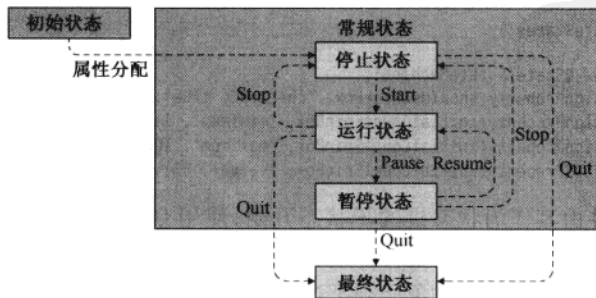 初始状态
常规状态
属性分配
停止状态
Stop
Start
运行状态
Stop
Pause
Resume
Quit
暂停状态
Quit
Quit
最终状态